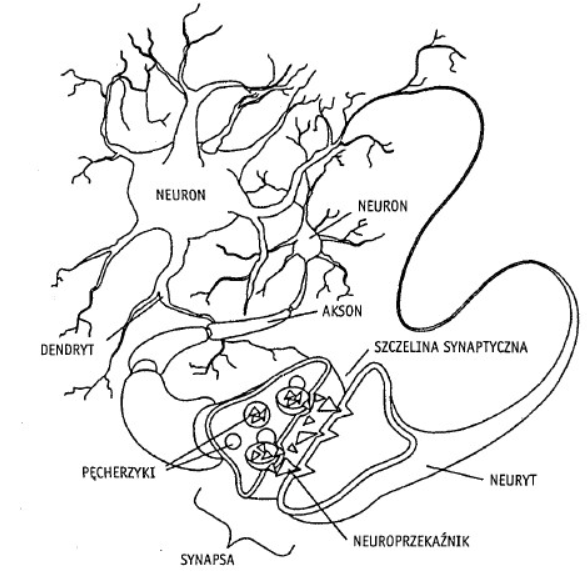 NEURON
NEURON
AKSON
DENDRYT
SZCZELINA SYNAPTYCZNA
PĘCHERZYKI
NEURYT
NEUROPRZEKAŹNIK
SYNAPSA